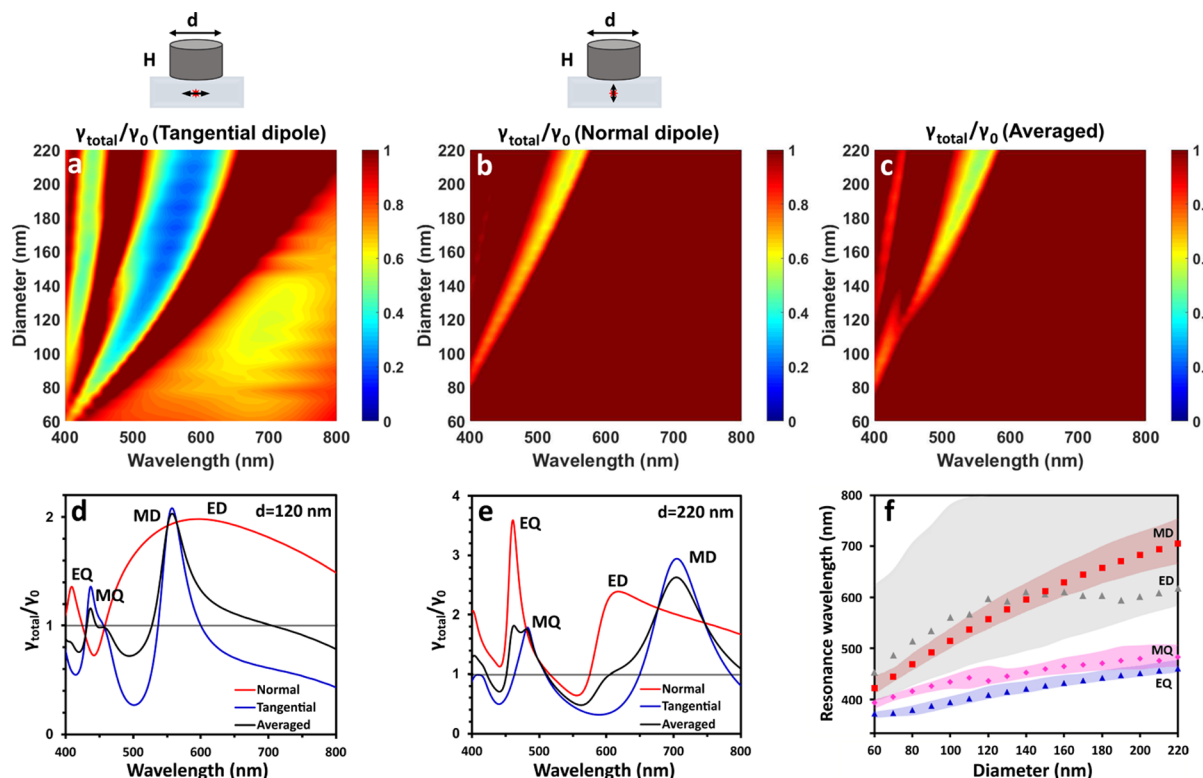 d
H
d
H
γtotal/γ0 (Tangential dipole)
a
220
200
180
160
140
120
100
80
60
Diameter (nm)
400
500
600
700
800
Wavelength (nm)
1
0.8
0.6
0.4
0.2
0
γtotal/γ0 (Normal dipole)
b
220
200
180
160
140
120
100
80
60
Diameter (nm)
400
500
600
700
800
Wavelength (nm)
1
0.8
0.6
0.4
0.2
0
γtotal/γ0 (Averaged)
c
220
200
180
160
140
120
100
80
60
Diameter (nm)
400
500
600
700
800
Wavelength (nm)
1
0.8
0.6
0.4
0.2
0
d
d=120 nm
EQ
MQ
MD
ED
2
1
0
γtotal/γ0
Normal
Tangential
Averaged
400
500
600
700
800
Wavelength (nm)
e
d=220 nm
EQ
MQ
ED
MD
4
3
2
1
0
γtotal/γ0
Normal
Tangential
Averaged
400
500
600
700
800
Wavelength (nm)
f
MD
ED
MQ
EQ
800
700
600
500
400
Resonance wavelength (nm)
60
80
100
120
140
160
180
200
220
Diameter (nm)